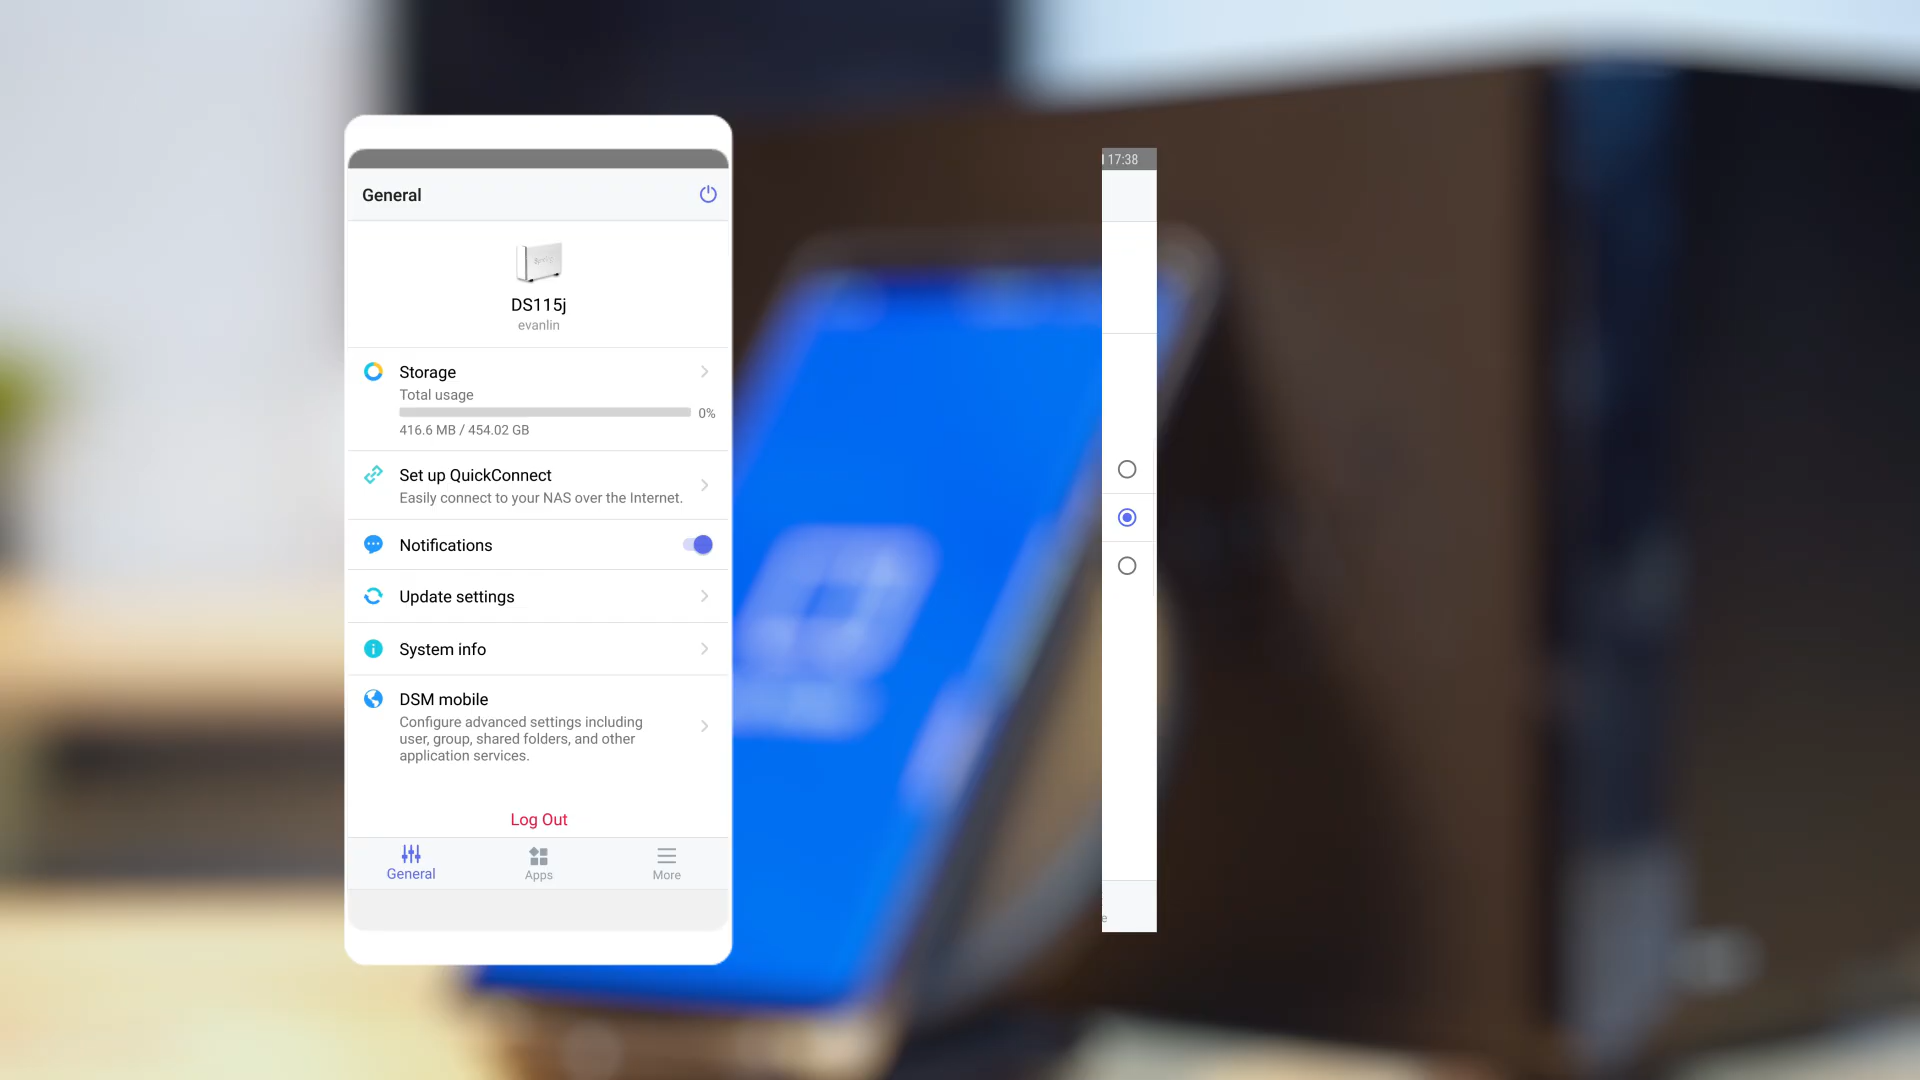 General
DS115j
evanlin
Storage
Total usage
0%
416.6 MB / 454.02 GB
Set up QuickConnect
Easily connect to your NAS over the Internet.
Notifications
Update settings
System info
DSM mobile
Configure advanced settings including
user, group, shared folders, and other
application services.
Log Out
General
Apps
More
17:38
e